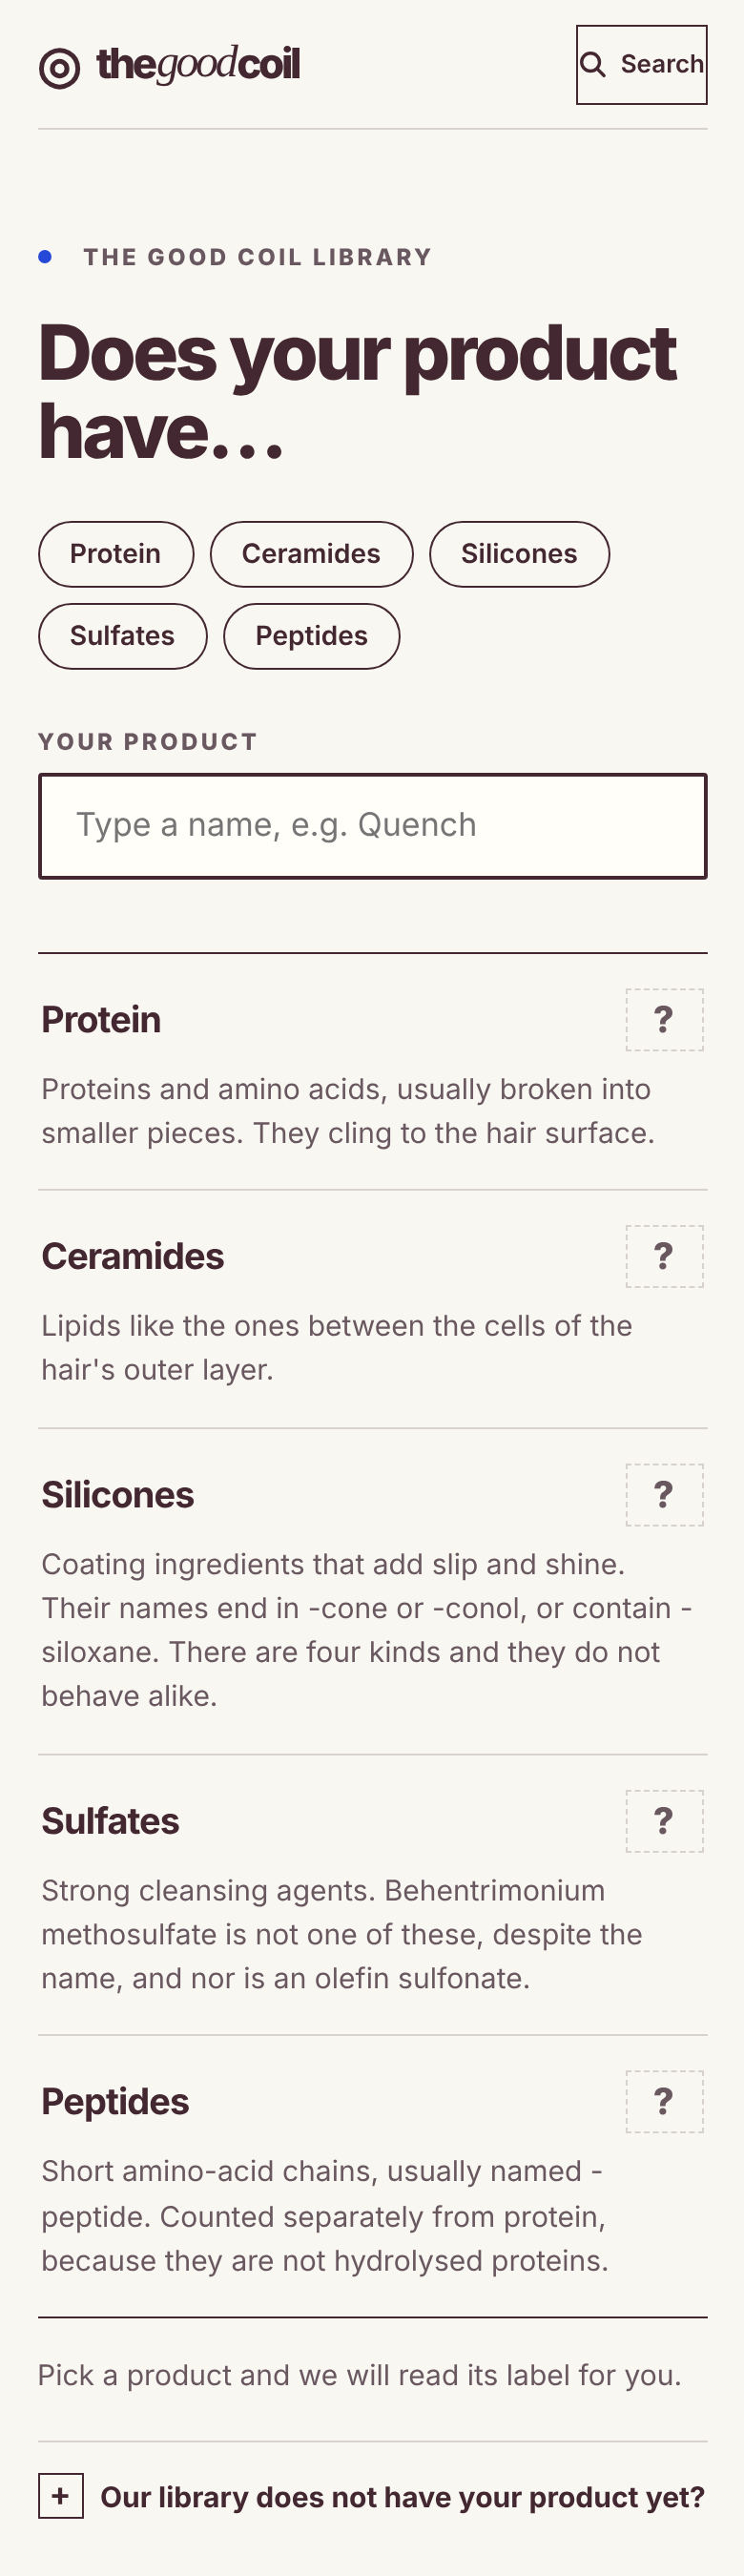 thegoodcoil
Search
THE GOOD COIL LIBRARY
Does your product
have...
Protein
Ceramides
Silicones
Sulfates
Peptides
YOUR PRODUCT
Type a name, e.g. Quench
Protein
?
Proteins and amino acids, usually broken into
smaller pieces. They cling to the hair surface.
Ceramides
?
Lipids like the ones between the cells of the
hair's outer layer.
Silicones
?
Coating ingredients that add slip and shine.
Their names end in -cone or -conol, or contain -
siloxane. There are four kinds and they do not
behave alike.
Sulfates
?
Strong cleansing agents. Behentrimonium
methosulfate is not one of these, despite the
name, and nor is an olefin sulfonate.
Peptides
?
Short amino-acid chains, usually named -
peptide. Counted separately from protein,
because they are not hydrolysed proteins.
Pick a product and we will read its label for you.
+ Our library does not have your product yet?